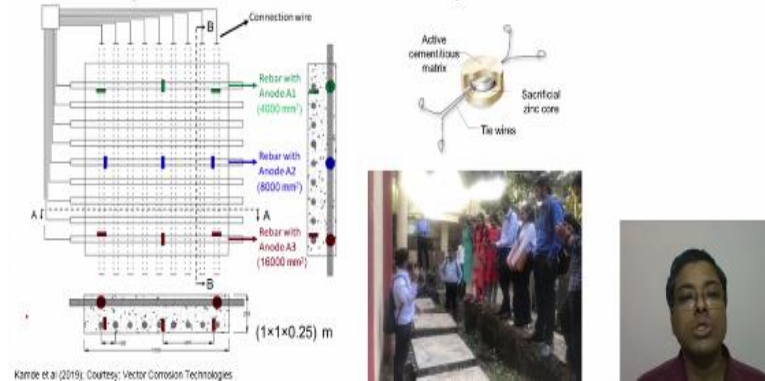 B
Connection wire
Rebar with
Anode A1
(4000 mm²)
Rebar with
Anode A2
(8000 mm²)
A
A
Rebar with
Anode A3
(16000 mm²)
B
(1×1×0.25) m
Active
cementitious
matrix
Sacrificial
zinc core
Tie wires
Kamde et al (2019); Courtesy: Vector Corrosion Technologies